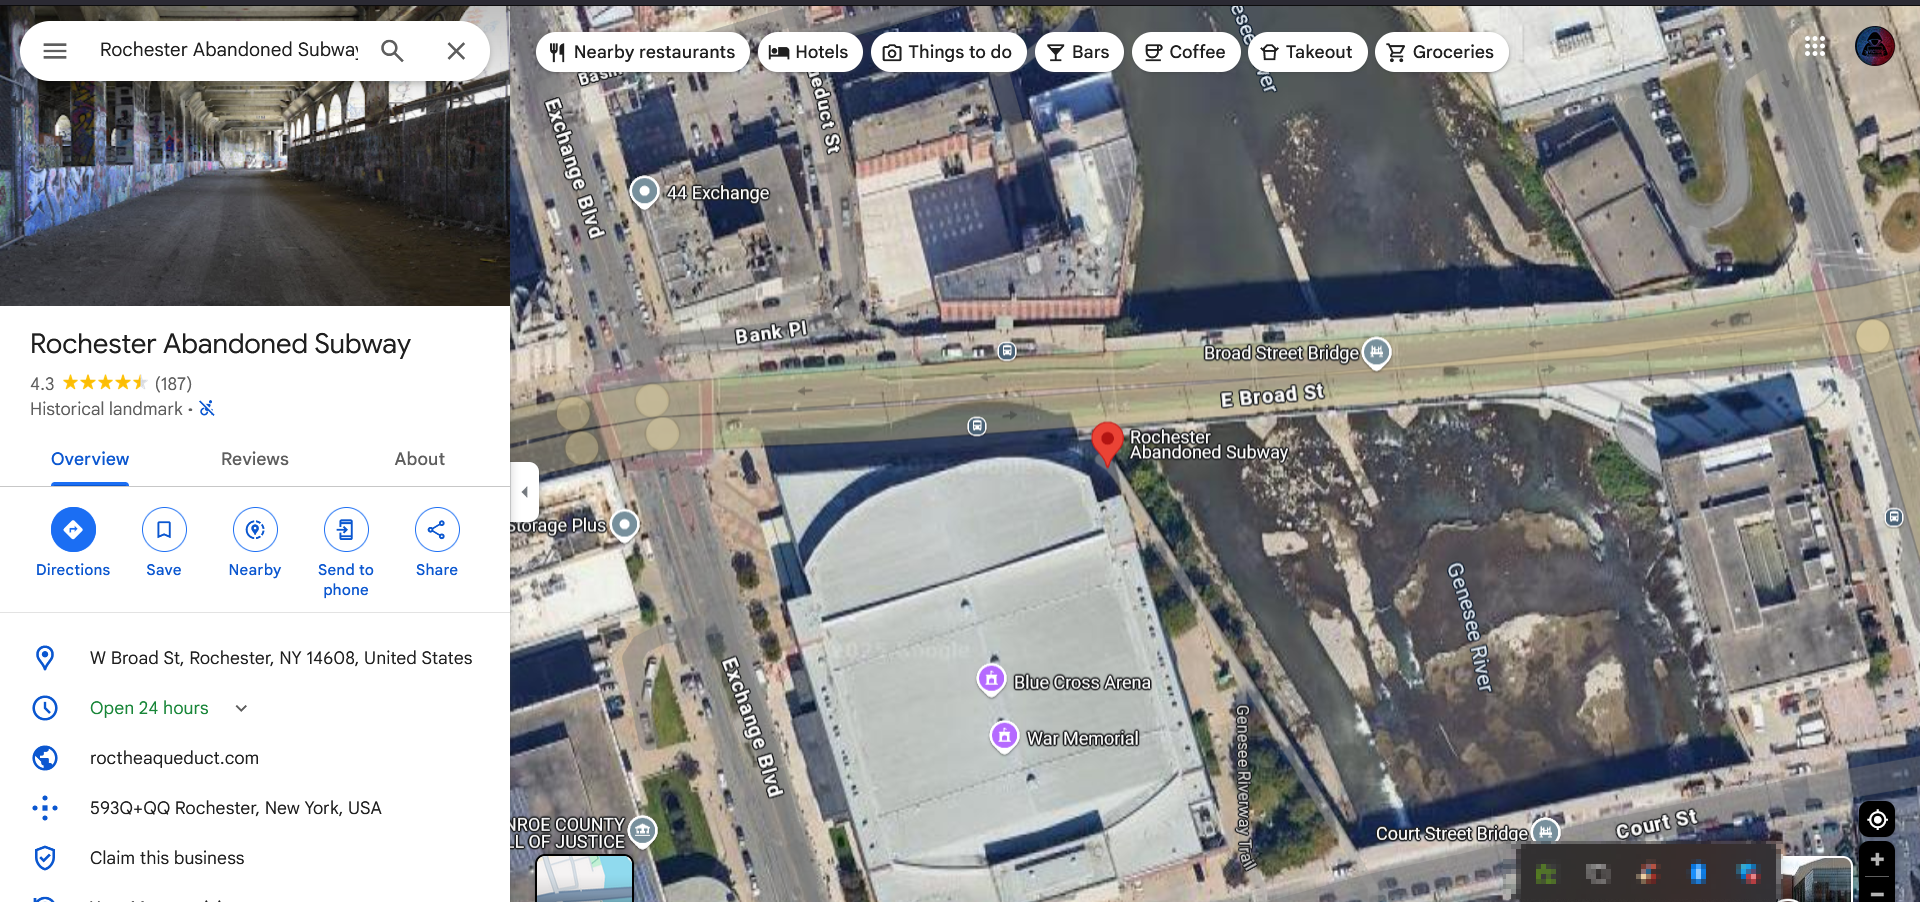 Rochester Abandoned Subway
Nearby restaurants
Hotels
Things to do
Bars
Coffee
Takeout
Groceries
Rochester Abandoned Subway
4.3 (187)
Historical landmark ·
Overview
Reviews
About
Directions
Save
Nearby
Send to
phone
Share
W Broad St, Rochester, NY 14608, United States
Open 24 hours
roctheaqueduct.com
593Q+QQ Rochester, New York, USA
Claim this business
Exchange Blvd
44 Exchange
Bank Pl
Genesee River
Broad Street Bridge
E Broad St
Rochester
Abandoned Subway
Storage Plus
Genesee River
Blue Cross Arena
War Memorial
Exchange Blvd
Genesee Riverway Trail
NROE COUNTY
LL OF JUSTICE
Court Street Bridge
Court St